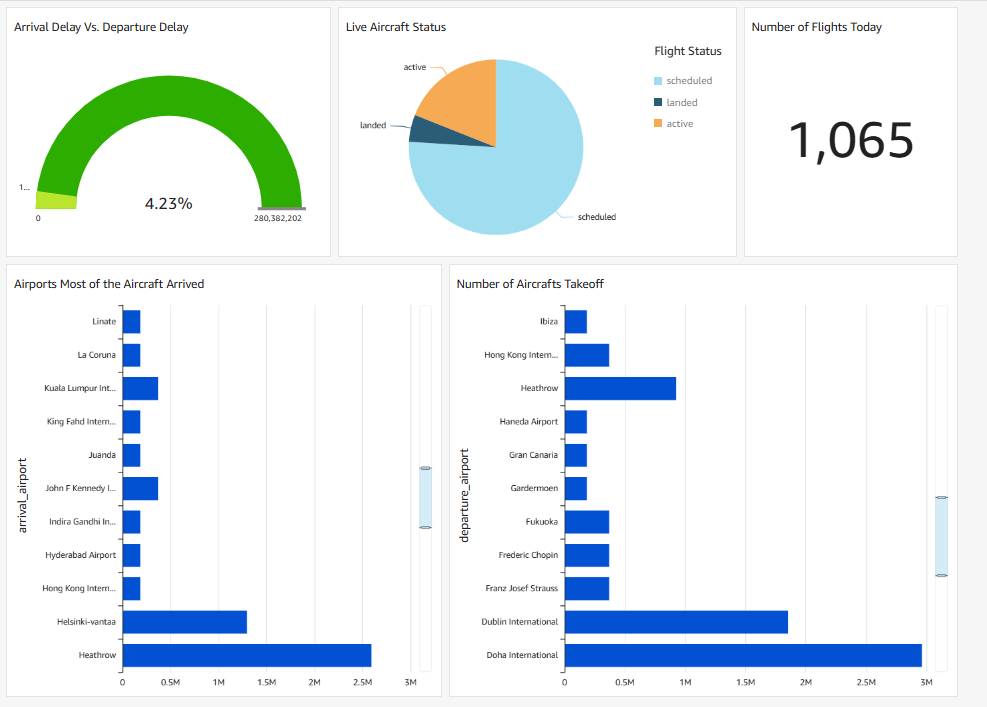 Arrival Delay Vs. Departure Delay
1...
4.23%
0
280,382,202
Live Aircraft Status
active
landed
scheduled
Flight Status
scheduled
landed
active
Number of Flights Today
1,065
Airports Most of the Aircraft Arrived
arrival_airport
Linate
La Coruna
Kuala Lumpur Int...
King Fahd Intern...
Juanda
John F Kennedy I...
Indira Gandhi In...
Hyderabad Airport
Hong Kong Intern...
Helsinki-vantaa
Heathrow
0 0.5M 1M 1.5M 2M 2.5M 3M
Number of Aircrafts Takeoff
departure_airport
Ibiza
Hong Kong Intern...
Heathrow
Haneda Airport
Gran Canaria
Gardermoen
Fukuoka
Frederic Chopin
Franz Josef Strauss
Dublin International
Doha International
0 0.5M 1M 1.5M 2M 2.5M 3M